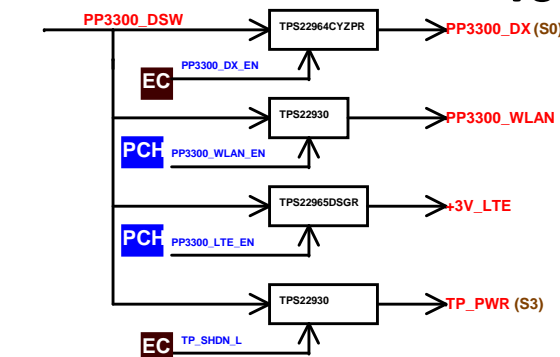 PP3300_DSW
TPS22964CYZPR
PP3300_DX (S0)
PP3300_DX_EN
EC
TPS22930
PP3300_WLAN
PCH
PP3300_WLAN_EN
TPS22965DSGR
+3V_LTE
PCH
PP3300_LTE_EN
TPS22930
TP_PWR (S3)
EC
TP_SHDN_L